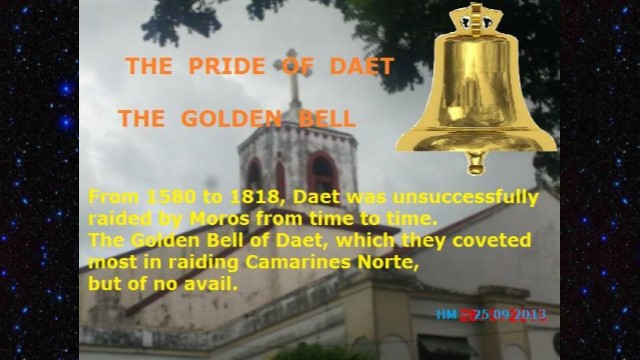 THE PRIDE OF DAET
THE GOLDEN BELL
From 1580 to 1818, Daet was unsuccessfully
raided by Moros from time to time.
The Golden Bell of Daet, which they coveted
most in raiding Camarines Norte,
but of no avail.
HM - 25 09 2013